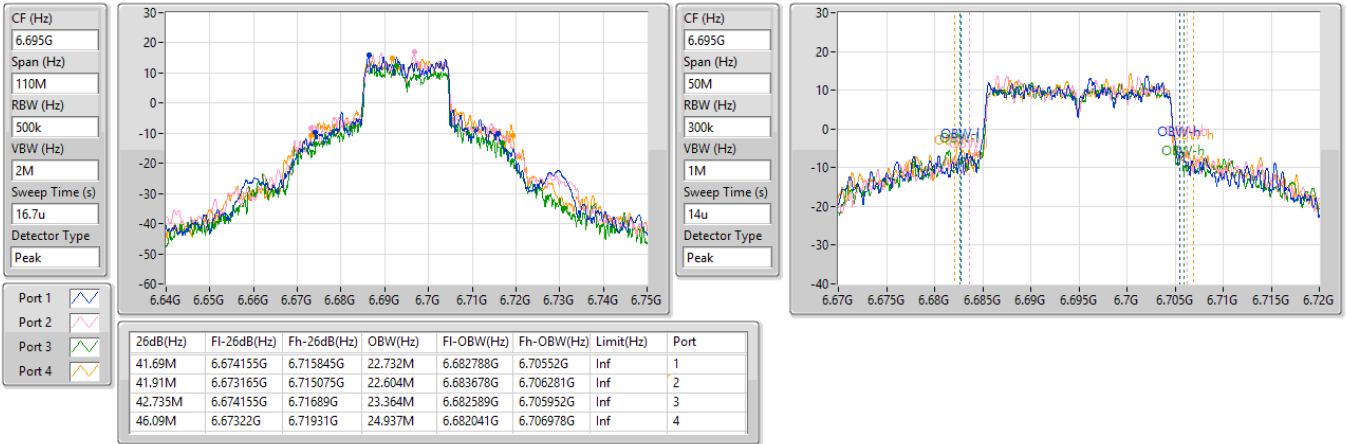 CF (Hz)
6.695G
Span (Hz)
110M
RBW (Hz)
500k
VBW (Hz)
2M
Sweep Time (s)
16.7u
Detector Type
Peak
30
20
10
0
-10
-20
-30
-40
-50
-60
6.64G 6.65G 6.66G 6.67G 6.68G 6.69G 6.7G 6.71G 6.72G 6.73G 6.74G 6.75G
CF (Hz)
6.695G
Span (Hz)
50M
RBW (Hz)
300k
VBW (Hz)
1M
Sweep Time (s)
14u
Detector Type
Peak
30
20
10
0
-10
-20
-30
-40
OBW-l
OBW-h
OBW-h
6.67G 6.675G 6.68G 6.685G 6.69G 6.695G 6.7G 6.705G 6.71G 6.715G 6.72G
Port 1
Port 2
Port 3
Port 4
26dB(Hz) Fl-26dB(Hz) Fh-26dB(Hz) OBW(Hz) Fl-OBW(Hz) Fh-OBW(Hz) Limit(Hz) Port
41.69M 6.674155G 6.715845G 22.732M 6.682788G 6.70552G Inf 1
41.91M 6.673165G 6.715075G 22.604M 6.683678G 6.706281G Inf 2
42.735M 6.674155G 6.71689G 23.364M 6.682589G 6.705952G Inf 3
46.09M 6.67322G 6.71931G 24.937M 6.682041G 6.706978G Inf 4